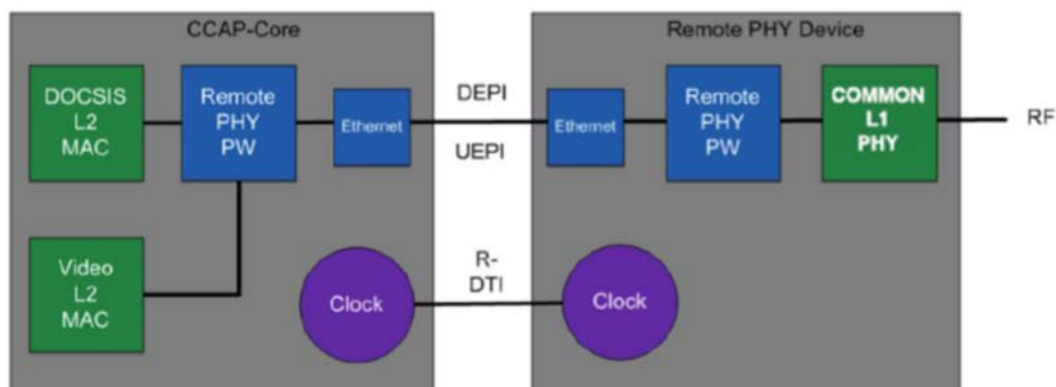 CCAP-Core
Remote PHY Device
DOCSIS
L2
MAC
Remote
PHY
PW
Ethernet
DEPI
UEPI
Ethernet
Remote
PHY
PW
COMMON
L1
PHY
RF
Video
L2
MAC
Clock
R-
DTI
Clock